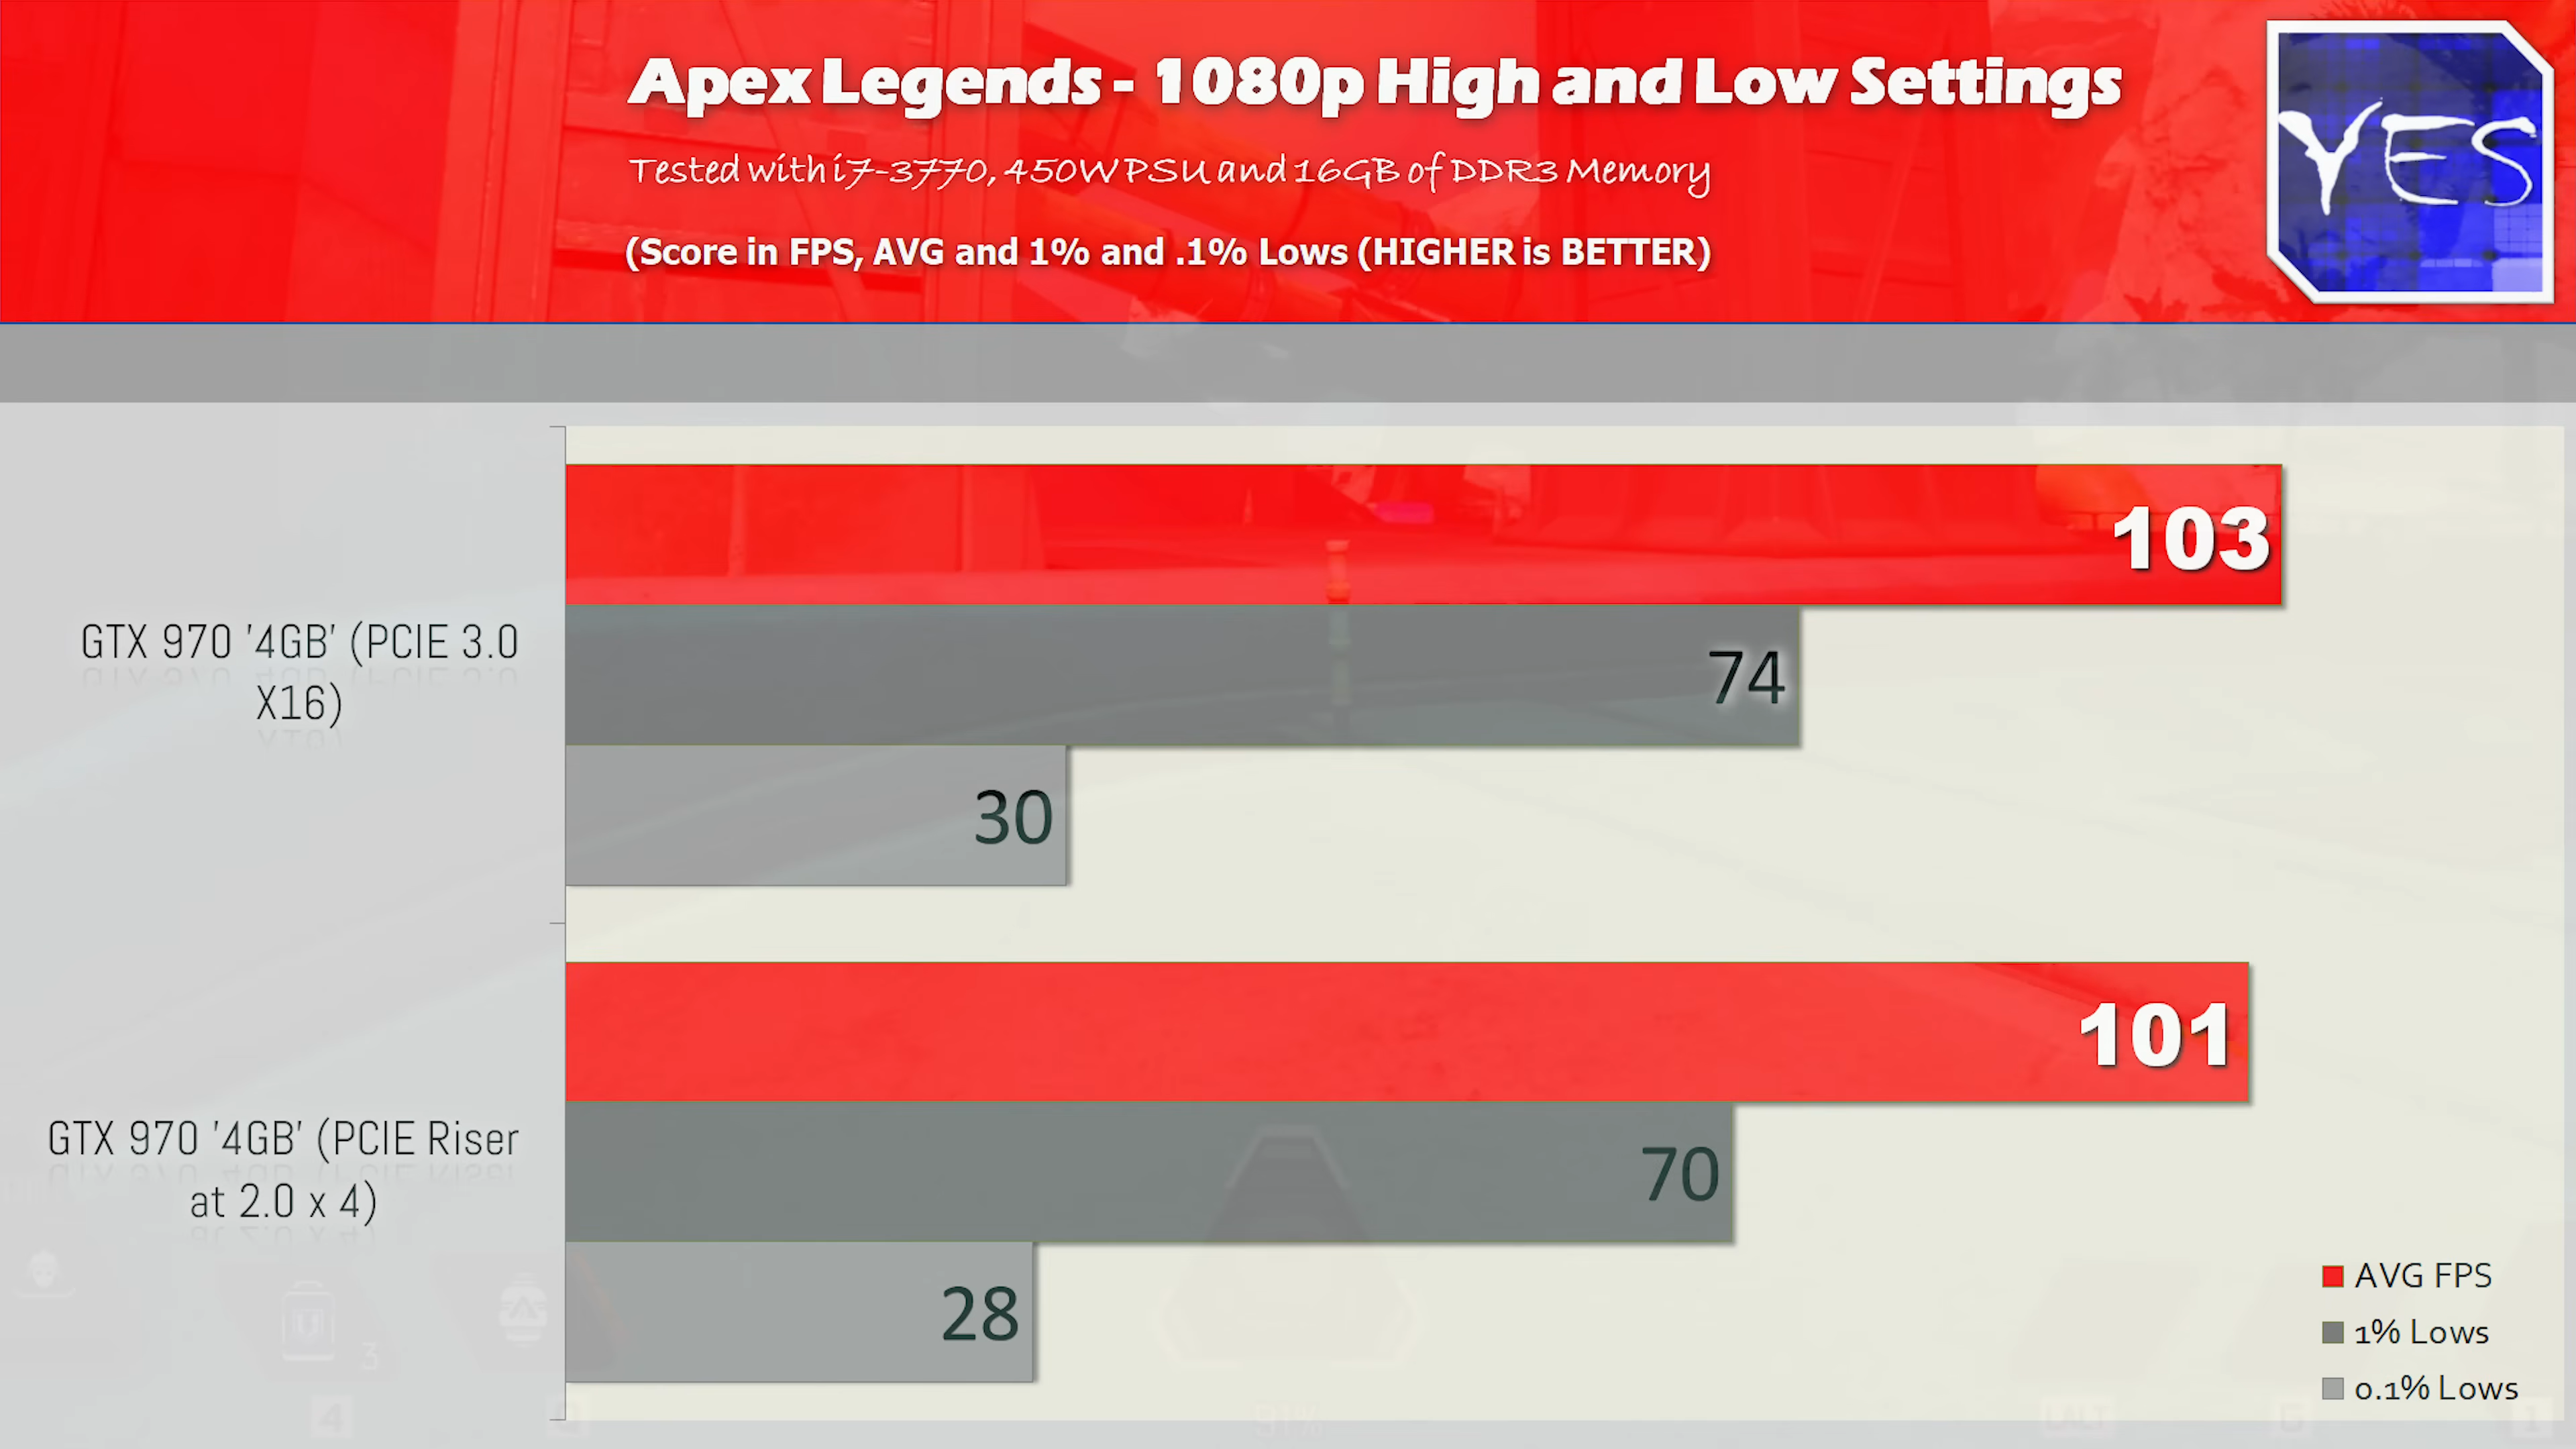 Apex Legends - 1080p High and Low Settings
YES
Tested with i7-3770, 450W PSU and 16GB of DDR3 Memory
(Score in FPS, AVG and 1% and .1% Lows (HIGHER is BETTER)
103
GTX 970 '4GB' (PCIE 3.0
X16)
74
30
101
GTX 970 '4GB' (PCIE Riser
at 2.0 x 4)
70
28
AVG FPS
1% Lows
0.1% Lows
3
4
91%